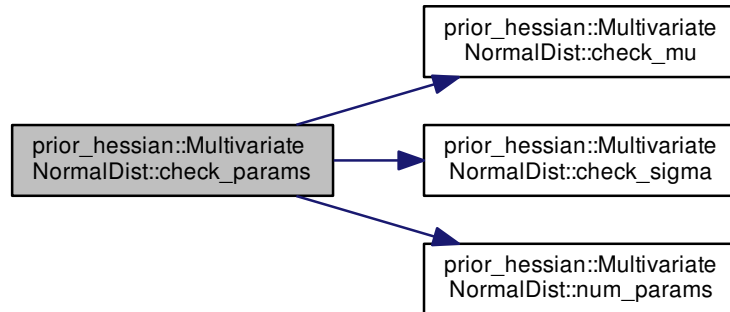 prior_hessian::Multivariate
NormalDist::check_params
prior_hessian::Multivariate
NormalDist::check_mu
prior_hessian::Multivariate
NormalDist::check_sigma
prior_hessian::Multivariate
NormalDist::num_params